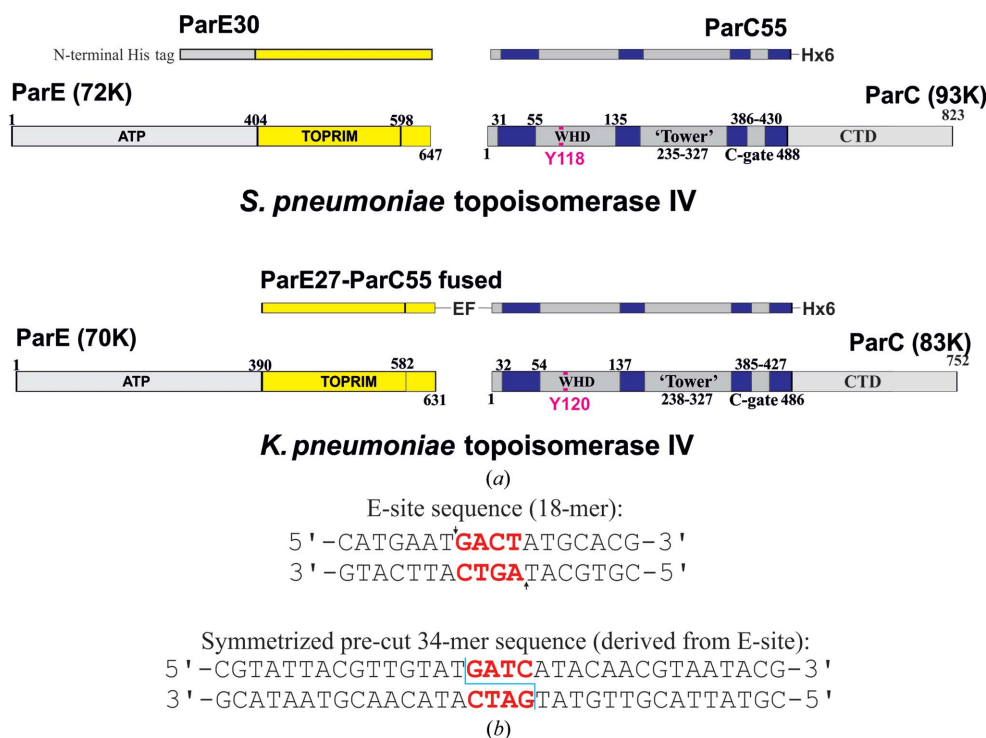 ParE30 ParC55
N-terminal His tag Hx6
ParE (72K) ParC (93K)
1 404 598 31 55 135 386-430 823
ATP TOPRIM WHD 'Tower' CTD
647 1 Y118 235-327 C-gate 488
S. pneumoniae topoisomerase IV
ParE27-ParC55 fused
EF Hx6
ParE (70K) ParC (83K)
1 390 582 32 54 137 385-427 752
ATP TOPRIM WHD 'Tower' CTD
631 1 Y120 238-327 C-gate 486
K. pneumoniae topoisomerase IV
(a)
E-site sequence (18-mer):
5'-CATGAATGACTATGCACG-3'
3'-GTACTTACTGATACGTGC-5'
Symmetrized pre-cut 34-mer sequence (derived from E-site):
5'-CGTATTACGTTGTATGATCATACAACGTAATACG-3'
3'-GCATAATGCAACATACTAGTATGTTGCATTATGC-5'
(b)